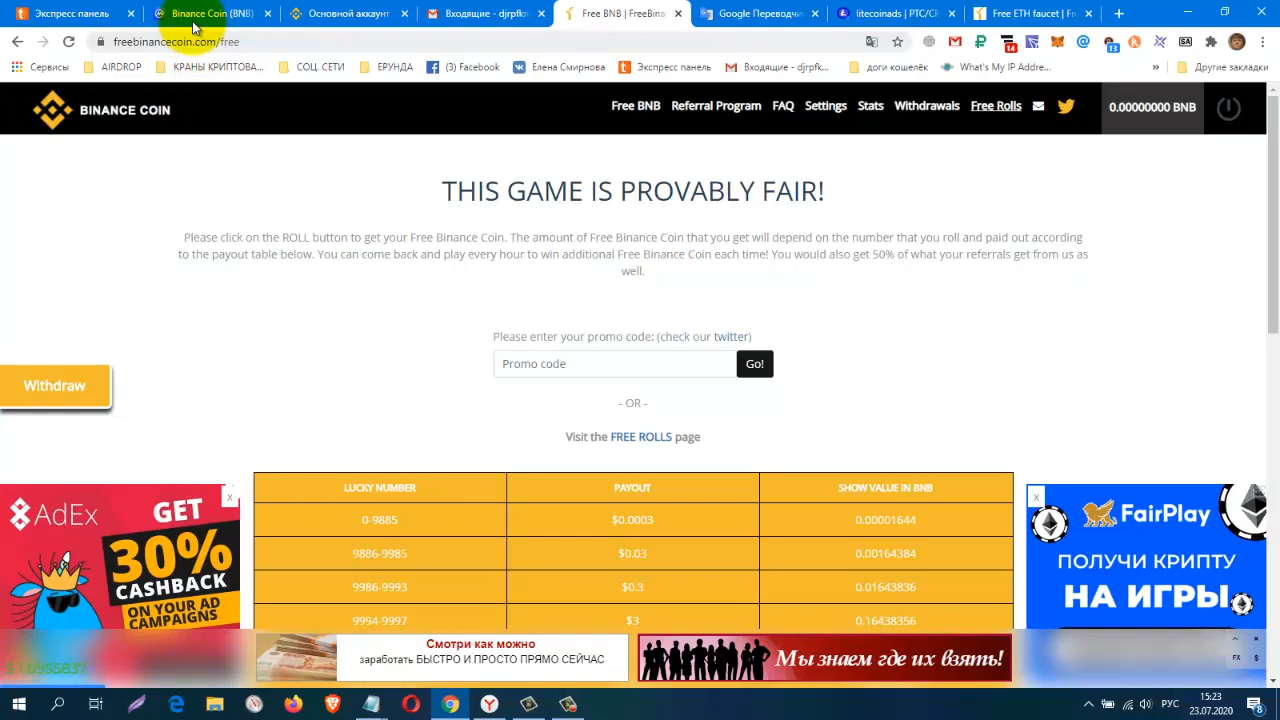 Экспресс панель
Binance Coin (BNB)
Основной аккаунт
Входящие - djrpfk
Free BNB | FreeBina
Google Переводчи
litecoinads | PTC/CP
Free ETH faucet | Fr
freebinancecoin.com/free
14
13
SA
Сервисы
AIRDROP
КРАНЫ КРИПТОВА...
СОЦ. СЕТИ
ЕРУНДА
(3) Facebook
Елена Смирнова
Экспресс панель
Входящие - djrpfk...
доги кошелёк
What's My IP Addre...
»
Другие закладки
BINANCE COIN
Free BNB
Referral Program
FAQ
Settings
Stats
Withdrawals
Free Rolls
0.00000000 BNB
THIS GAME IS PROVABLY FAIR!
Please click on the ROLL button to get your Free Binance Coin. The amount of Free Binance Coin that you get will depend on the number that you roll and paid out according
to the payout table below. You can come back and play every hour to win additional Free Binance Coin each time! You would also get 50% of what your referrals get from us as
well.
Please enter your promo code: (check our twitter)
Promo code
Go!
Withdraw
- OR -
Visit the FREE ROLLS page
LUCKY NUMBER PAYOUT SHOW VALUE IN BNB
0-9885 $0.0003 0.00001644
9886-9985 $0.03 0.00164384
9986-9993 $0.3 0.01643836
9994-9997 $3 0.16438356
AdEx
GET
30%
CASHBACK
ON YOUR AD
CAMPAIGNS
FairPlay
ПОЛУЧИ КРИПТУ
НА ИГРЫ
Смотри как можно
заработать БЫСТРО И ПРОСТО ПРЯМО СЕЙЧАС
Мы знаем где их взять!
FX
$
РУС
15:23
23.07.2020
8